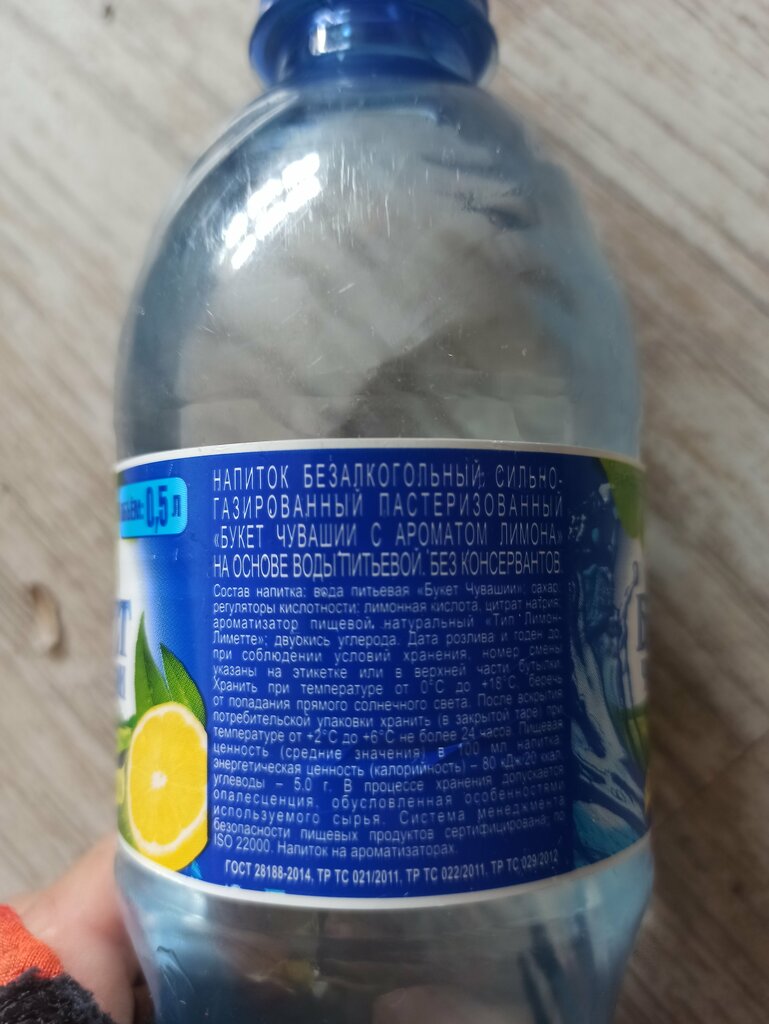 НАПИТОК БЕЗАЛКОГОЛЬНЫЙ СИЛЬНО-
ГАЗИРОВАННЫЙ ПАСТЕРИЗОВАННЫЙ
«БУКЕТ ЧУВАШИИ С АРОМАТОМ ЛИМОНА»
НА ОСНОВЕ ВОДЫ ПИТЬЕВОЙ. БЕЗ КОНСЕРВАНТОВ.
0,5 л
Состав напитка: вода питьевая «Букет Чувашии»; сахар;
регуляторы кислотности: лимонная кислота, цитрат натрия;
ароматизатор пищевой натуральный «Тип Лимон-
Лиметте»; двуокись углерода. Дата розлива и годен до,
при соблюдении условий хранения, номер смены
указаны на этикетке или в верхней части бутылки.
Хранить при температуре от 0°С до +18°С, беречь
от попадания прямого солнечного света. После вскрытия
потребительской упаковки хранить (в закрытой таре) при
температуре от +2°С до +6°С не более 24 часов. Пищевая
ценность (средние значения) в 100 мл напитка:
энергетическая ценность (калорийность) – 80 кДж/20 ккал,
углеводы – 5.0 г. В процессе хранения допускается
опалесценция, обусловленная особенностями
используемого сырья. Система менеджмента
безопасности пищевых продуктов сертифицирована по
ISO 22000. Напиток на ароматизаторах.
ГОСТ 28188-2014, ТР ТС 021/2011, ТР ТС 022/2011, ТР ТС 029/2012